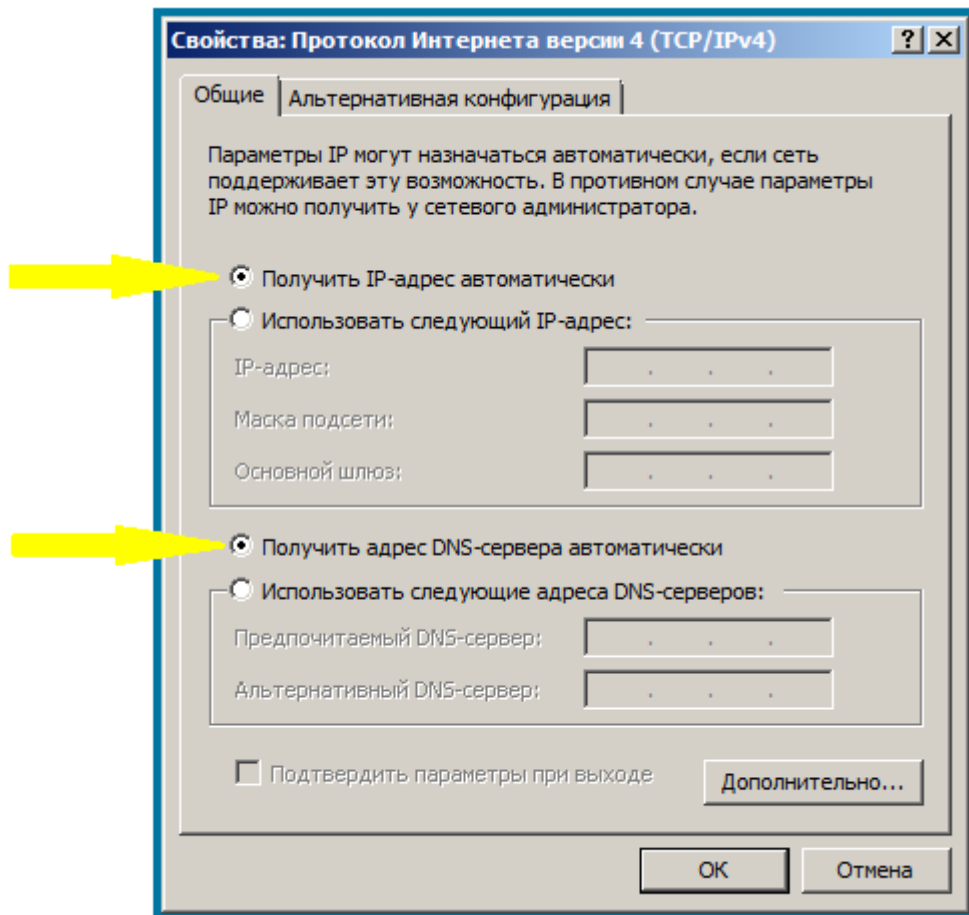 Свойства: Протокол Интернета версии 4 (TCP/IPv4)
Общие
Альтернативная конфигурация
Параметры IP могут назначаться автоматически, если сеть
поддерживает эту возможность. В противном случае параметры
IP можно получить у сетевого администратора.
Получить IP-адрес автоматически
Использовать следующий IP-адрес:
IP-адрес:
Маска подсети:
Основной шлюз:
Получить адрес DNS-сервера автоматически
Использовать следующие адреса DNS-серверов:
Предпочитаемый DNS-сервер:
Альтернативный DNS-сервер:
Подтвердить параметры при выходе
Дополнительно...
ОК
Отмена